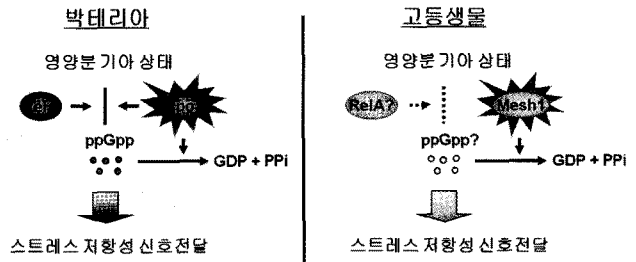 박테리아
영양분 기아 상태
ppGpp
GDP + PPi
스트레스 저항성 신호전달
고등생물
영양분 기아 상태
RelA?
Mesh1
ppGpp?
GDP + PPi
스트레스 저항성 신호전달